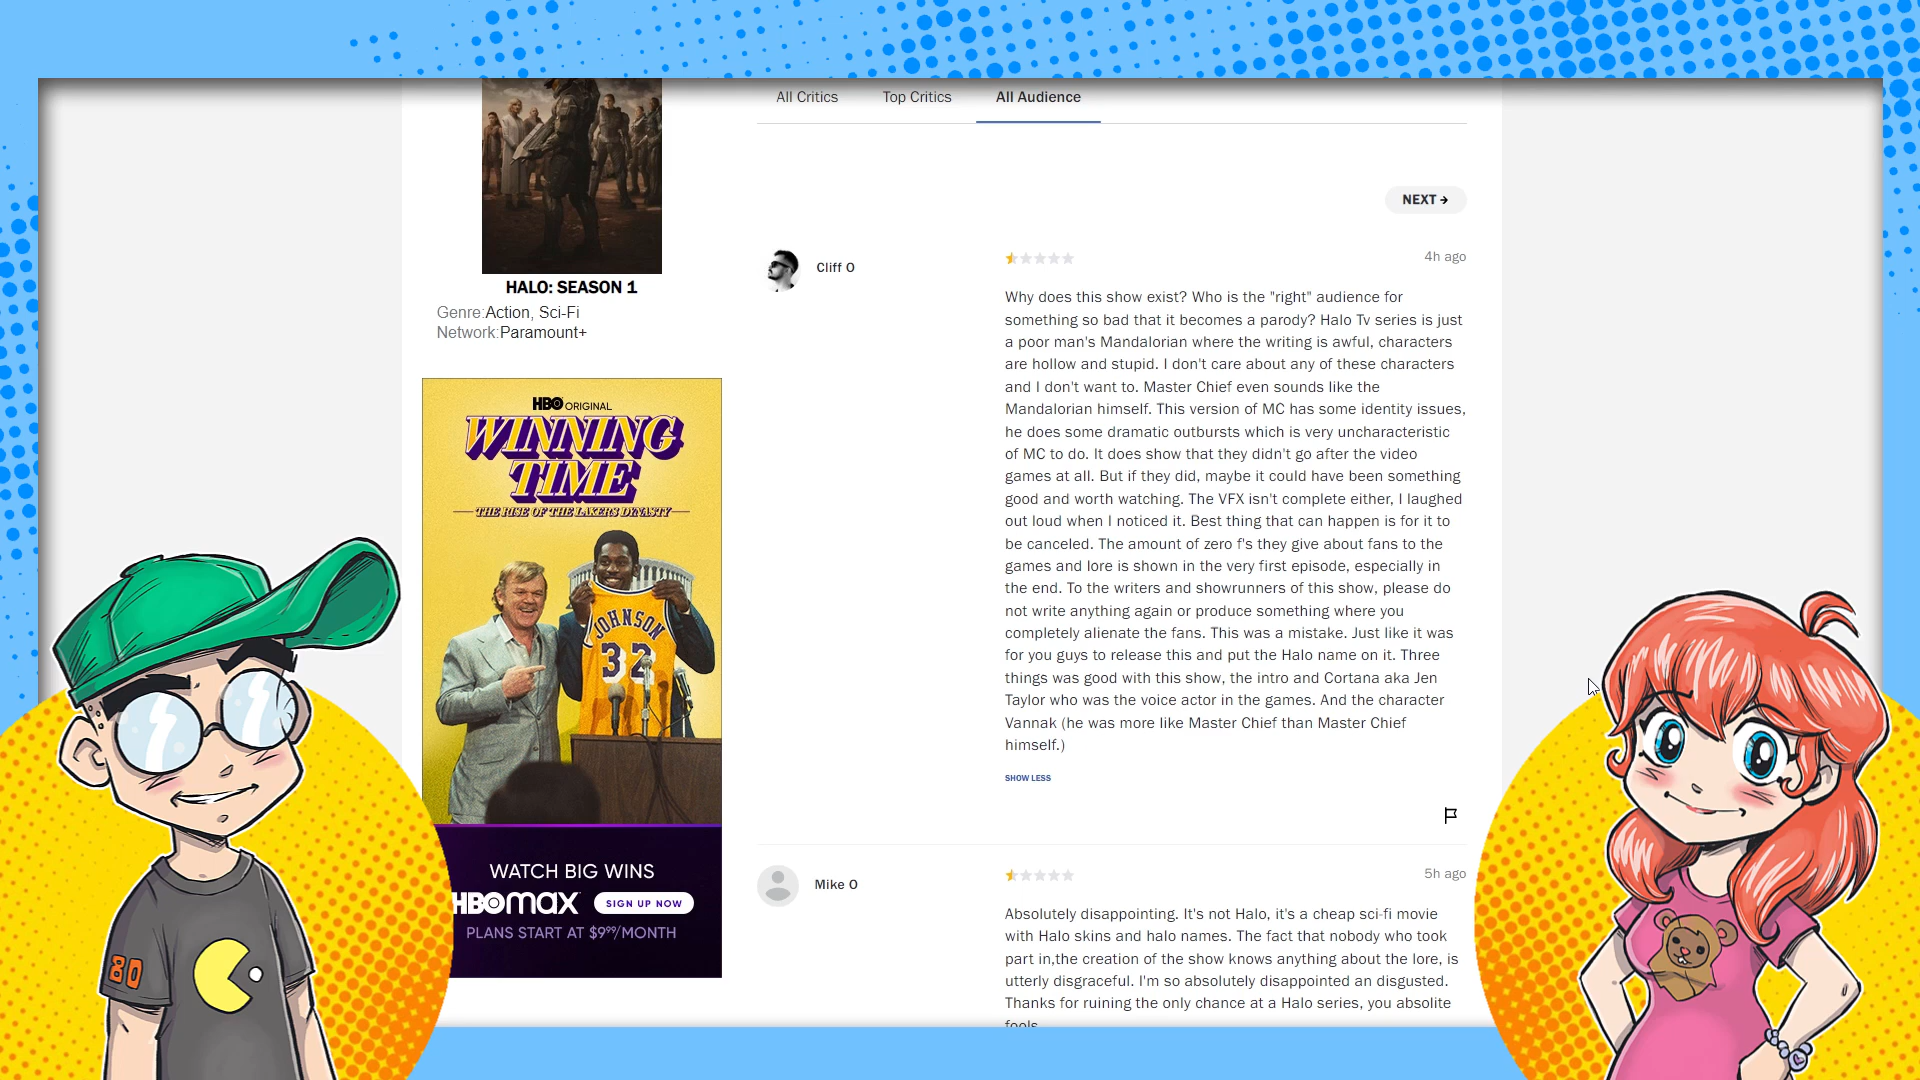 All Critics
Top Critics
All Audience
NEXT →
HALO: SEASON 1
Genre:Action, Sci-Fi
Network:Paramount+
HBO ORIGINAL
WINNING
TIME
THE RISE OF THE LAKERS DYNASTY
JOHNSON
32
WATCH BIG WINS
HBOmax
SIGN UP NOW
PLANS START AT $9.99/MONTH
Cliff O
4h ago
Why does this show exist? Who is the "right" audience for
something so bad that it becomes a parody? Halo Tv series is just
a poor man's Mandalorian where the writing is awful, characters
are hollow and stupid. I don't care about any of these characters
and I don't want to. Master Chief even sounds like the
Mandalorian himself. This version of MC has some identity issues,
he does some dramatic outbursts which is very uncharacteristic
of MC to do. It does show that they didn't go after the video
games at all. But if they did, maybe it could have been something
good and worth watching. The VFX isn't complete either, I laughed
out loud when I noticed it. Best thing that can happen is for it to
be canceled. The amount of zero f's they give about fans to the
games and lore is shown in the very first episode, especially in
the end. To the writers and showrunners of this show, please do
not write anything again or produce something where you
completely alienate the fans. This was a mistake. Just like it was
for you guys to release this and put the Halo name on it. Three
things was good with this show, the intro and Cortana aka Jen
Taylor who was the voice actor in the games. And the character
Vannak (he was more like Master Chief than Master Chief
himself.)
SHOW LESS
Mike O
5h ago
Absolutely disappointing. It's not Halo, it's a cheap sci-fi movie
with Halo skins and halo names. The fact that nobody who took
part in,the creation of the show knows anything about the lore, is
utterly disgraceful. I'm so absolutely disappointed an disgusted.
Thanks for ruining the only chance at a Halo series, you absolite
fools
80